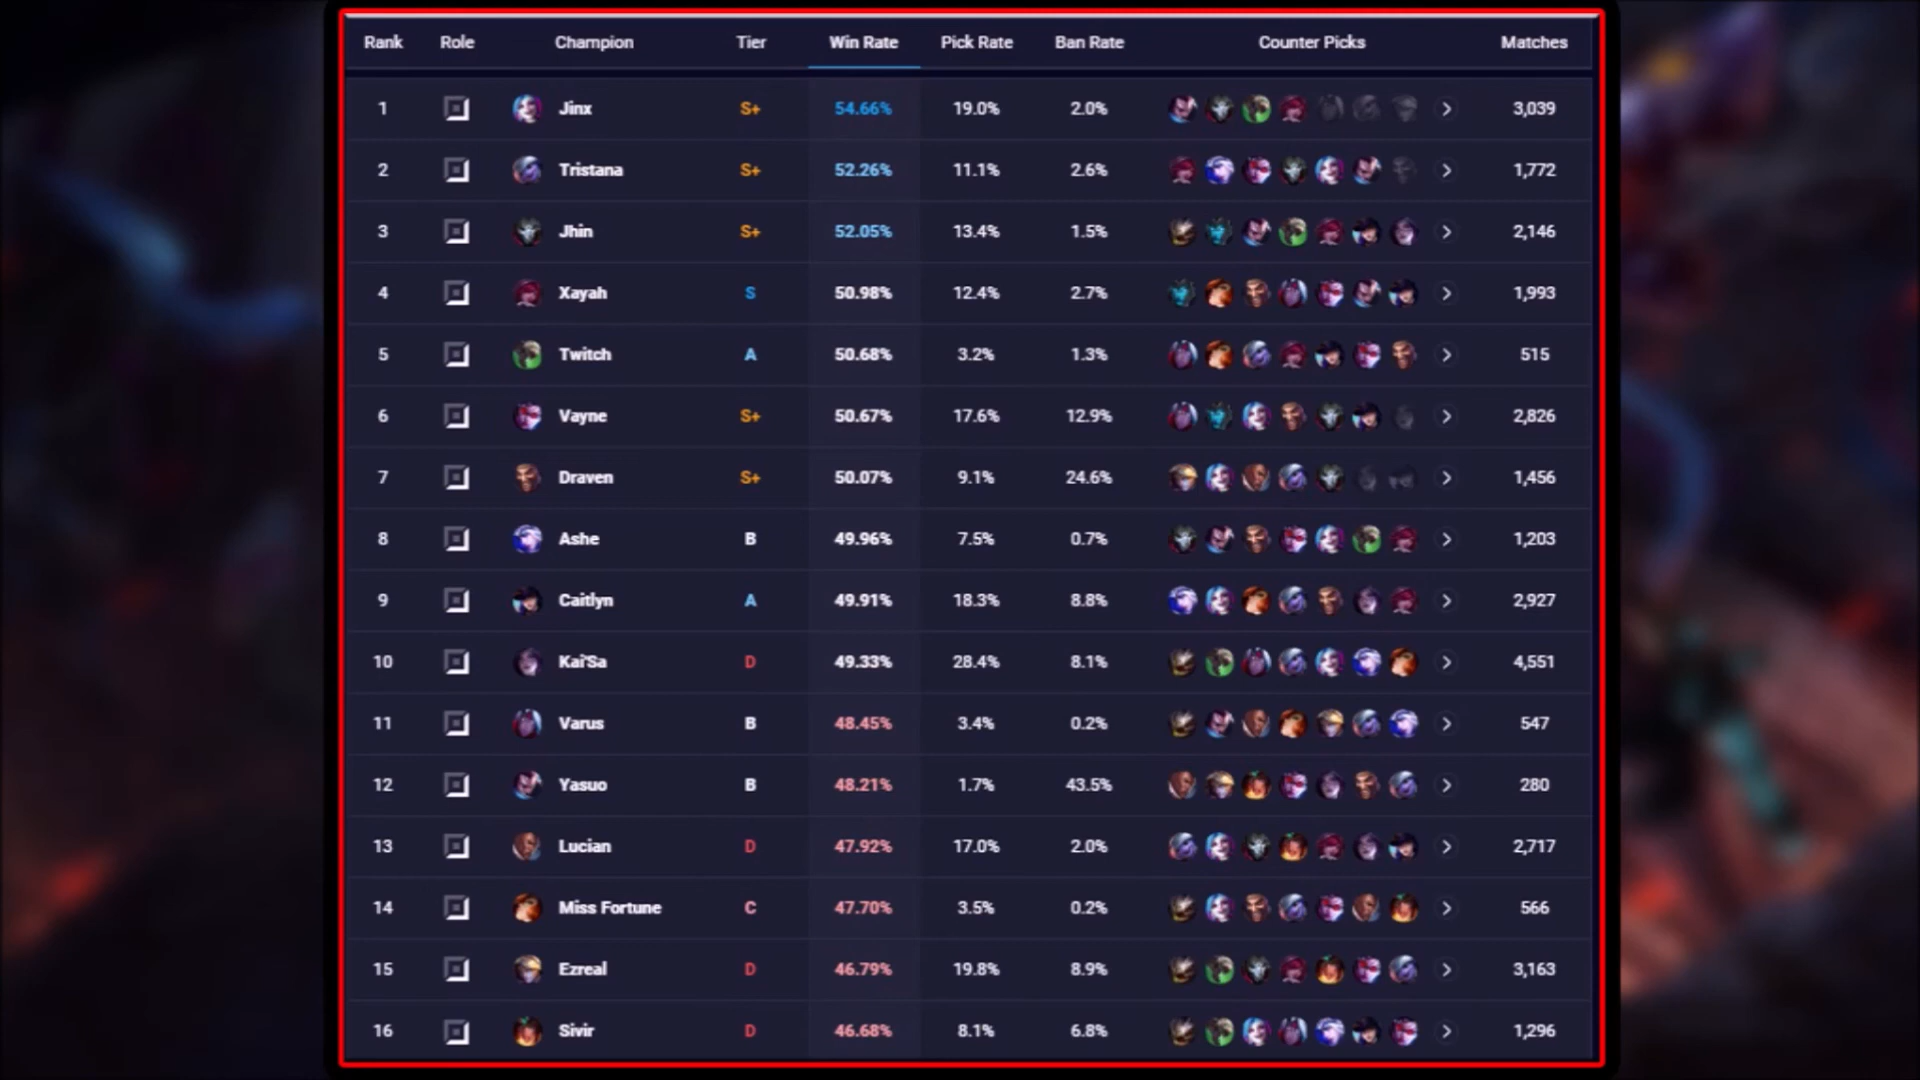 Rank Role Champion Tier Win Rate Pick Rate Ban Rate Counter Picks Matches
1 Jinx S+ 54.66% 19.0% 2.0% 3,039
2 Tristana S+ 52.26% 11.1% 2.6% 1,772
3 Jhin S+ 52.05% 13.4% 1.5% 2,146
4 Xayah S 50.98% 12.4% 2.7% 1,993
5 Twitch A 50.68% 3.2% 1.3% 515
6 Vayne S+ 50.67% 17.6% 12.9% 2,826
7 Draven S+ 50.07% 9.1% 24.6% 1,456
8 Ashe B 49.96% 7.5% 0.7% 1,203
9 Caitlyn A 49.91% 18.3% 8.8% 2,927
10 Kai'Sa D 49.33% 28.4% 8.1% 4,551
11 Varus B 48.45% 3.4% 0.2% 547
12 Yasuo B 48.21% 1.7% 43.5% 280
13 Lucian D 47.92% 17.0% 2.0% 2,717
14 Miss Fortune C 47.70% 3.5% 0.2% 566
15 Ezreal D 46.79% 19.8% 8.9% 3,163
16 Sivir D 46.68% 8.1% 6.8% 1,296